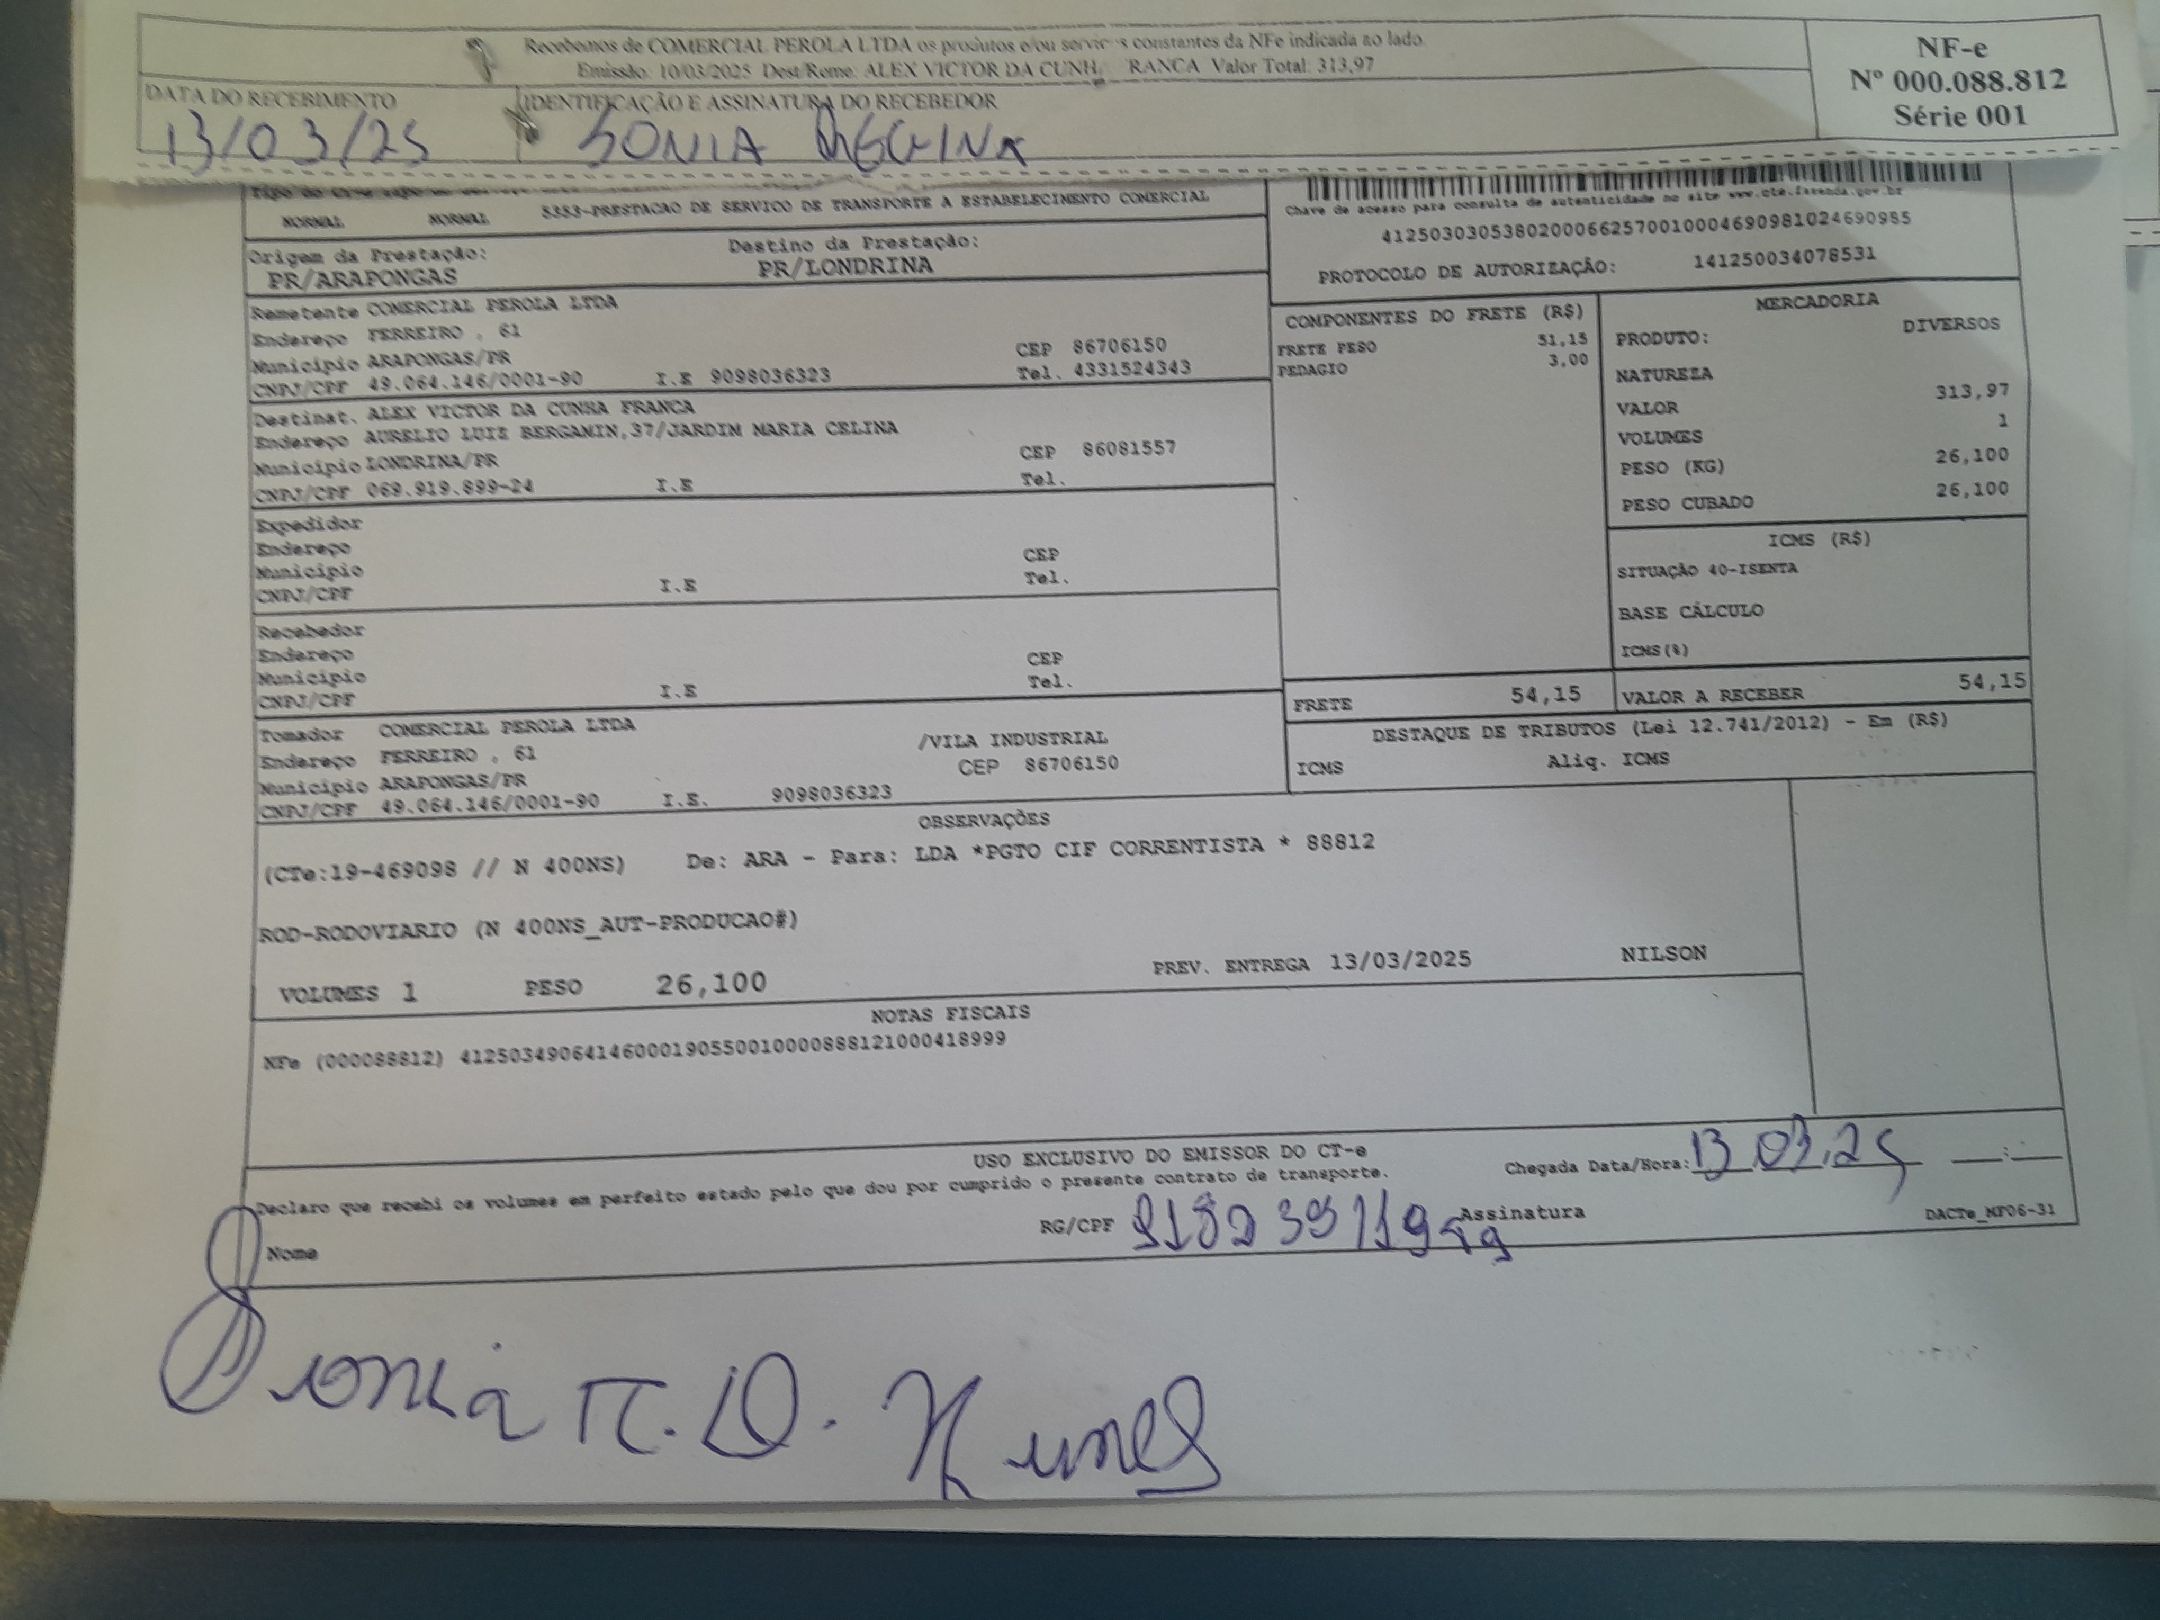 Recebemos de COMERCIAL PEROLA LTDA os produtos e/ou serviços constantes da NFe indicada ao lado
Emissão: 10/03/2025 Dest/Reme: ALEX VICTOR DA CUNH RANCA Valor Total: 313,97
NF-e
Nº 000.088.812
Série 001
DATA DO RECEBIMENTO
13/03/25
IDENTIFICAÇÃO E ASSINATURA DO RECEBEDOR
SONIA REGINA
NORMAL NORMAL 5353-PRESTACAO DE SERVICO DE TRANSPORTE A ESTABELECIMENTO COMERCIAL
Chave de acesso para consulta de autenticidade no site www.cte.fazenda.gov.br
41250303053802000662570010004690981024690985
PROTOCOLO DE AUTORIZAÇÃO: 141250034078531
Origem da Prestação: Destino da Prestação:
PR/ARAPONGAS PR/LONDRINA
Remetente COMERCIAL PEROLA LTDA
Endereço FERREIRO , 61
Município ARAPONGAS/PR CEP 86706150
CNPJ/CPF 49.064.146/0001-90 I.E 9098036323 Tel. 4331524343
Destinat. ALEX VICTOR DA CUNHA FRANCA
Endereço AURELIO LUIZ BERGAMIN,37/JARDIM MARIA CELINA
Município LONDRINA/PR CEP 86081557
CNPJ/CPF 069.919.899-24 I.E Tel.
Expedidor
Endereço
Município CEP
CNPJ/CPF I.E Tel.
Recebedor
Endereço
Município CEP
CNPJ/CPF I.E Tel.
Tomador COMERCIAL PEROLA LTDA
Endereço FERREIRO , 61 /VILA INDUSTRIAL
Município ARAPONGAS/PR CEP 86706150
CNPJ/CPF 49.064.146/0001-90 I.E. 9098036323
COMPONENTES DO FRETE (R$)
FRETE PESO 51,15
PEDAGIO 3,00
MERCADORIA
PRODUTO: DIVERSOS
NATUREZA
VALOR 313,97
VOLUMES 1
PESO (KG) 26,100
PESO CUBADO 26,100
ICMS (R$)
SITUAÇÃO 40-ISENTA
BASE CÁLCULO
ICMS(%)
FRETE 54,15 VALOR A RECEBER 54,15
DESTAQUE DE TRIBUTOS (Lei 12.741/2012) - Em (R$)
ICMS Aliq. ICMS
OBSERVAÇÕES
(CTe:19-469098 // N 400NS) De: ARA - Para: LDA *PGTO CIF CORRENTISTA * 88812
ROD-RODOVIARIO (N 400NS_AUT-PRODUCAO#)
VOLUMES 1 PESO 26,100 PREV. ENTREGA 13/03/2025 NILSON
NOTAS FISCAIS
NFe (000088812) 41250349064146000190550010000888121000418999
USO EXCLUSIVO DO EMISSOR DO CT-e
Declaro que recebi os volumes em perfeito estado pelo que dou por cumprido o presente contrato de transporte.
Chegada Data/Hora: 13.03.25 __:__
Nome RG/CPF Assinatura DACTe_MF06-31
Sonia R. D. Nunes